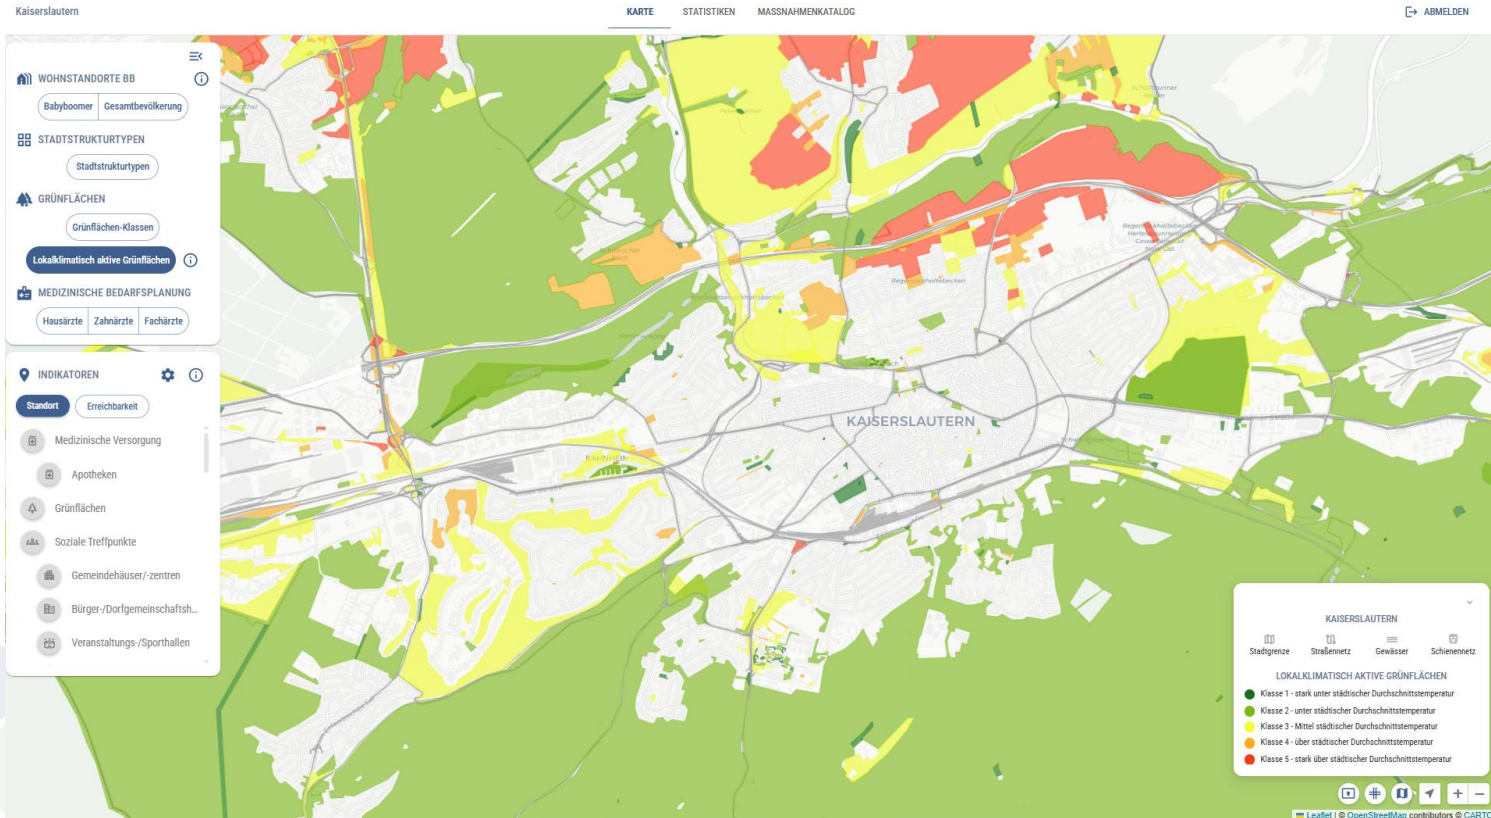 Kaiserslautern
KARTE STATISTIKEN MASSNAHMENKATALOG
ABMELDEN
WOHNSTANDORTE BB
Babyboomer Gesamtbevölkerung
STADTSTRUKTURTYPEN
Stadtstrukturtypen
GRÜNFLÄCHEN
Grünflächen-Klassen
Lokalklimatisch aktive Grünflächen
MEDIZINISCHE BEDARFSPLANUNG
Hausärzte Zahnärzte Fachärzte
INDIKATOREN
Standort Erreichbarkeit
Medizinische Versorgung
Apotheken
Grünflächen
Soziale Treffpunkte
Gemeindehäuser/-zentren
Bürger-/Dorfgemeinschaftsh...
Veranstaltungs-/Sporthallen
Regenrückhaltebecken
KAISERSLAUTERN
KAISERSLAUTERN
Stadtgrenze Straßennetz Gewässer Schienennetz
LOKALKLIMATISCH AKTIVE GRÜNFLÄCHEN
Klasse 1 - stark unter städtischer Durchschnittstemperatur
Klasse 2 - unter städtischer Durchschnittstemperatur
Klasse 3 - Mittel städtischer Durchschnittstemperatur
Klasse 4 - über städtischer Durchschnittstemperatur
Klasse 5 - stark über städtischer Durchschnittstemperatur
Leaflet | © OpenStreetMap contributors © CARTO